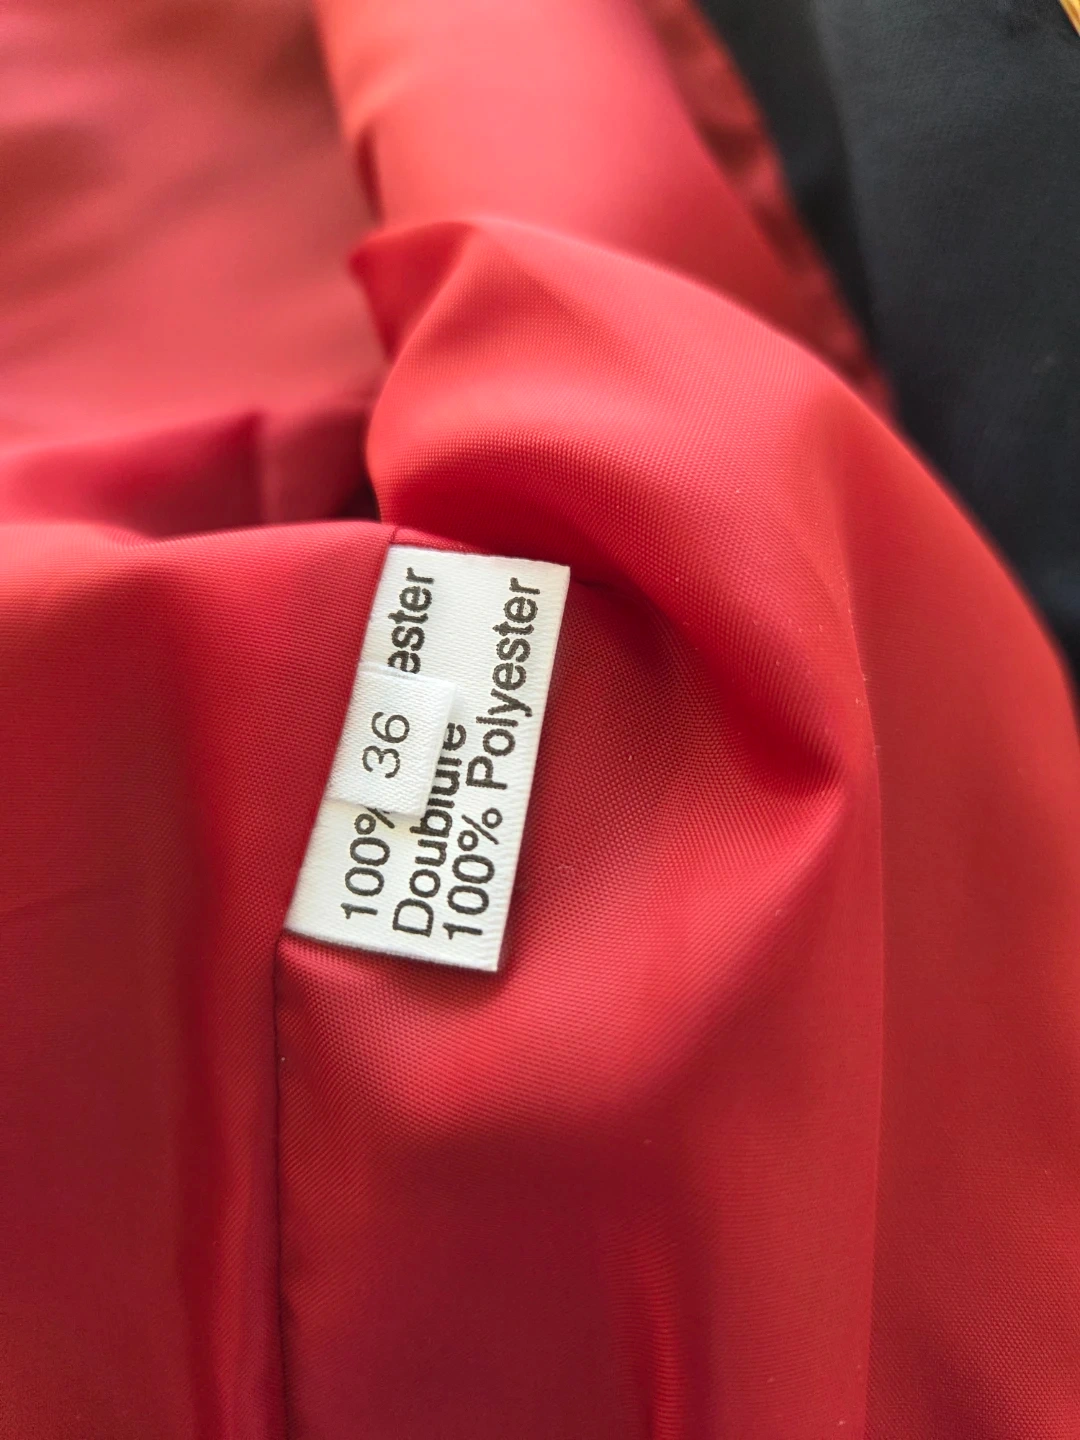 100% ester
36
Doublure
100% Polyester